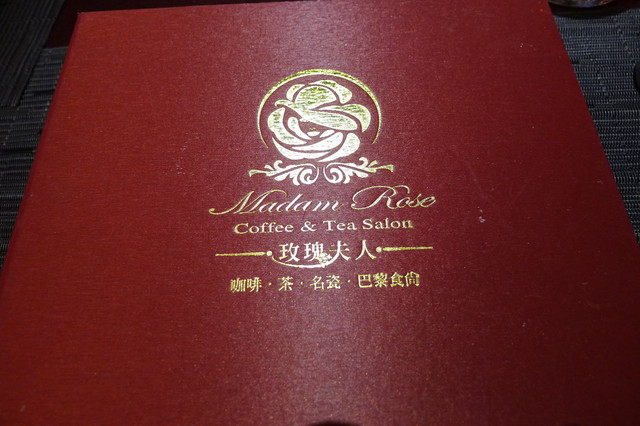 Madam Rose
Coffee & Tea Salon
玫瑰夫人
咖啡·茶·名瓷·巴黎食尚